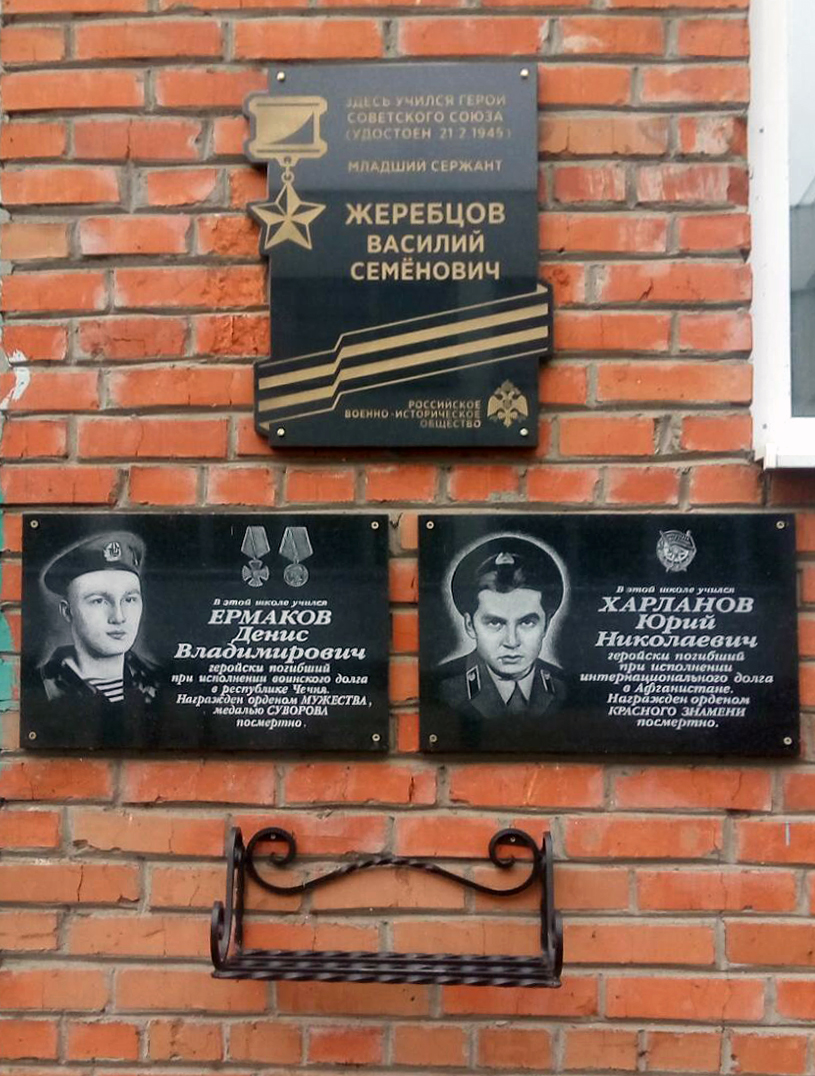 ЗДЕСЬ УЧИЛСЯ ГЕРОЙ
СОВЕТСКОГО СОЮЗА
(УДОСТОЕН 21.2.1945)
МЛАДШИЙ СЕРЖАНТ
ЖЕРЕБЦОВ
ВАСИЛИЙ
СЕМЁНОВИЧ
РОССИЙСКОЕ
ВОЕННО-ИСТОРИЧЕСКОЕ
ОБЩЕСТВО
В этой школе учился
ЕРМАКОВ
Денис
Владимирович
геройски погибший
при исполнении воинского долга
в республике Чечня.
Награжден орденом МУЖЕСТВА,
медалью СУВОРОВА
посмертно.
В этой школе учился
ХАРЛАНОВ
Юрий
Николаевич
геройски погибший
при исполнении
интернационального долга
в Афганистане.
Награжден орденом
КРАСНОГО ЗНАМЕНИ
посмертно.